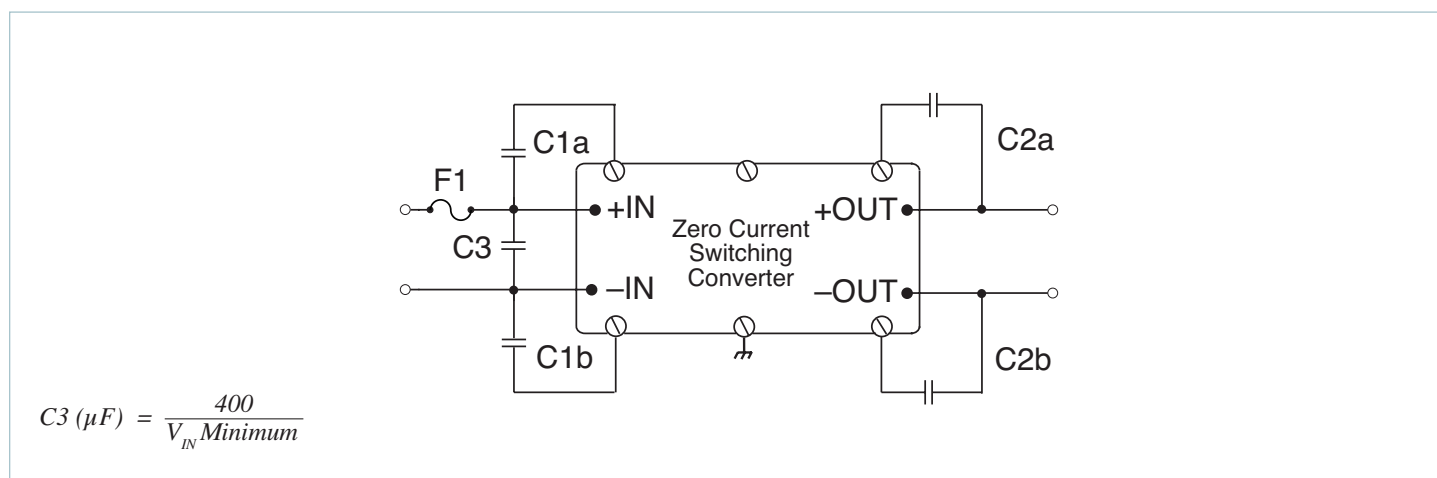 C1a
C2a
F1
+IN
+OUT
Zero Current
Switching
Converter
C3
–IN
–OUT
C1b
C2b
C3 (µF) = 400
V_IN Minimum